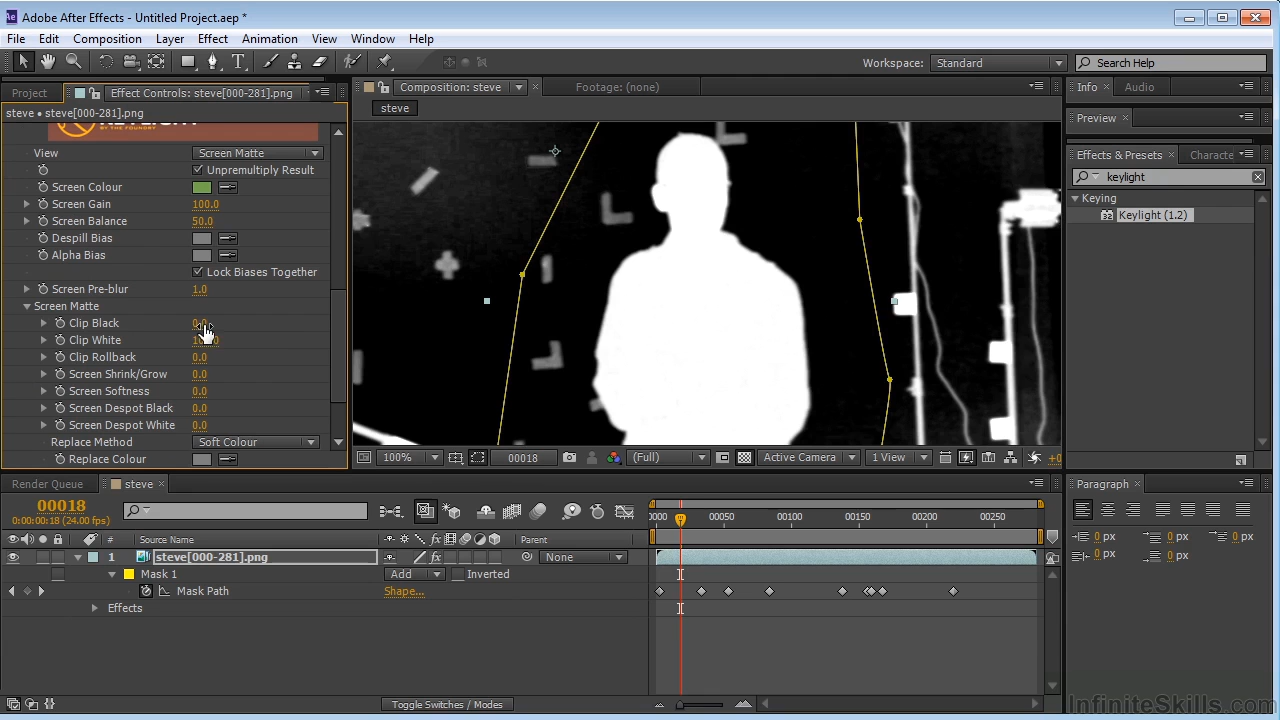 Adobe After Effects - Untitled Project.aep *
File Edit Composition Layer Effect Animation View Window Help
Workspace: Standard Search Help
Project Effect Controls: steve[000-281].png Composition: steve Footage: (none) Info Audio
steve • steve[000-281].png steve Preview
BY THE FOUNDRY
View Screen Matte Effects & Presets Characte
Unpremultiply Result keylight
Screen Colour Keying
Screen Gain 100.0 Keylight (1.2)
Screen Balance 50.0
Despill Bias
Alpha Bias
Lock Biases Together
Screen Pre-blur 1.0
Screen Matte
Clip Black
Clip White
Clip Rollback 0.0
Screen Shrink/Grow 0.0
Screen Softness 0.0
Screen Despot Black 0.0
Screen Despot White 0.0
Replace Method Soft Colour
Replace Colour 100% 00018 (Full) Active Camera 1 View +0
Render Queue steve Paragraph
00018
0:00:00:18 (24.00 fps) 0000 00050 00100 00150 00200 00250
# Source Name Parent 0 px 0 px 0 px
1 steve[000-281].png None 0 px 0 px
Mask 1 Add Inverted
Mask Path Shape...
Effects
Toggle Switches / Modes
InfiniteSkills.com